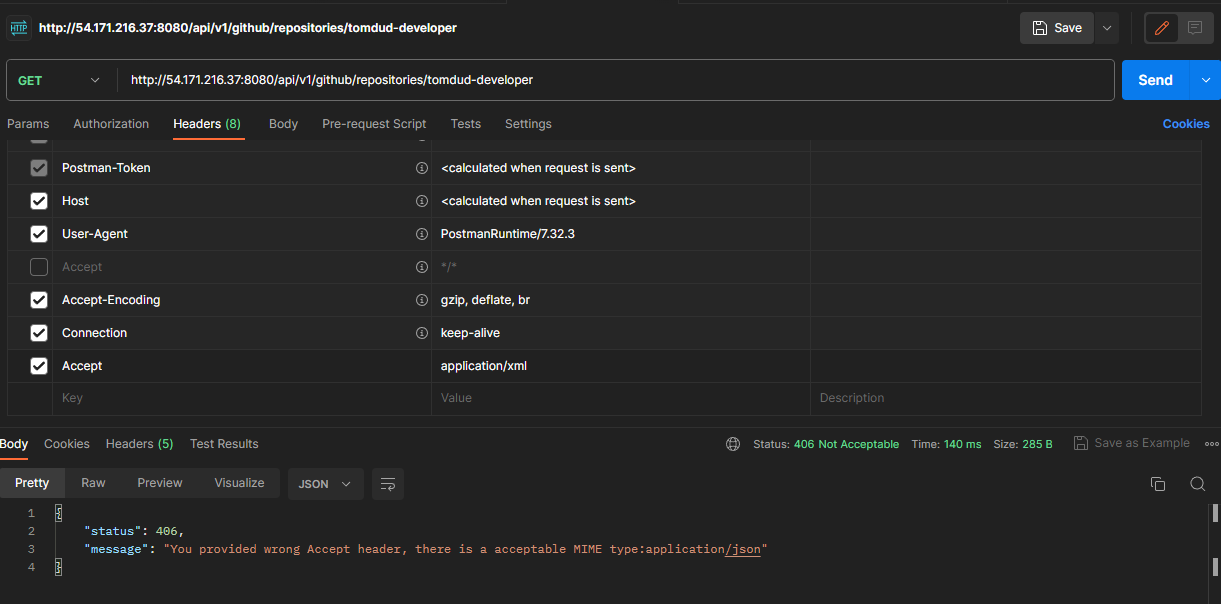 HTTP http://54.171.216.37:8080/api/v1/github/repositories/tomdud-developer Save
GET http://54.171.216.37:8080/api/v1/github/repositories/tomdud-developer Send
Params Authorization Headers (8) Body Pre-request Script Tests Settings Cookies
Postman-Token <calculated when request is sent>
Host <calculated when request is sent>
User-Agent PostmanRuntime/7.32.3
Accept */*
Accept-Encoding gzip, deflate, br
Connection keep-alive
Accept application/xml
Key Value Description
Body Cookies Headers (5) Test Results Status: 406 Not Acceptable Time: 140 ms Size: 285 B Save as Example
Pretty Raw Preview Visualize JSON
1 {
2 "status": 406,
3 "message": "You provided wrong Accept header, there is a acceptable MIME type:application/json"
4 }